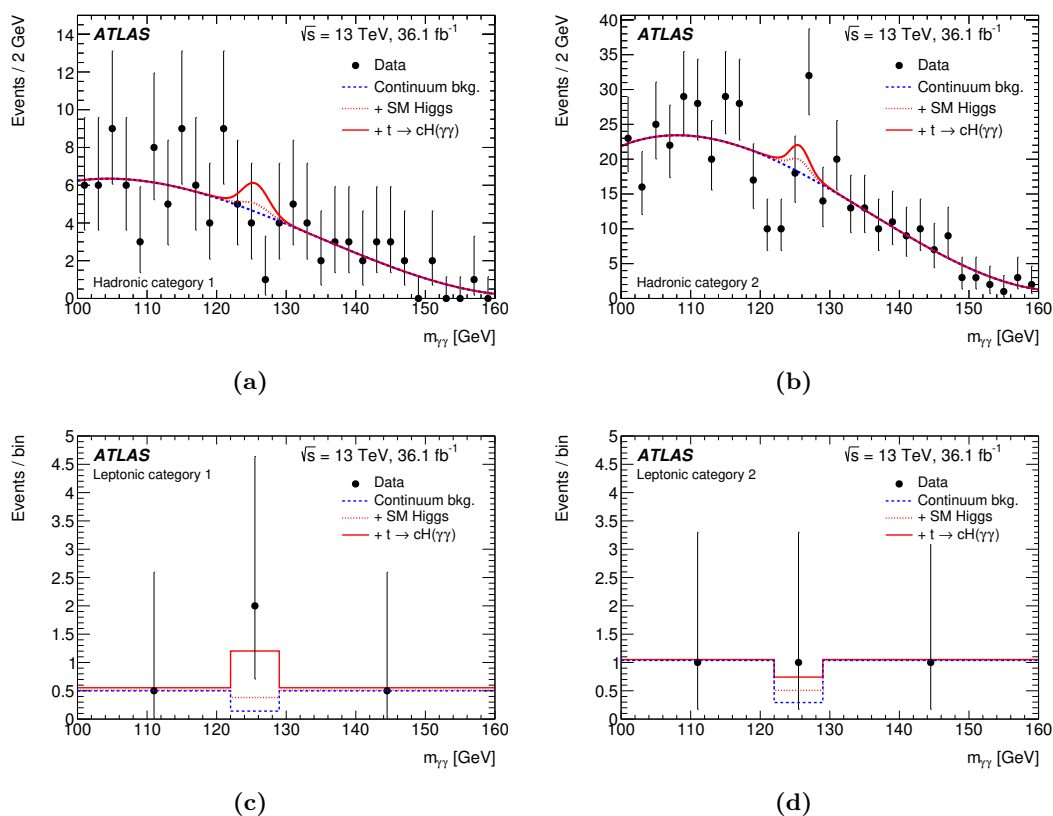 Events / 2 GeV
14
12
10
8
6
4
2
0
ATLAS
√s = 13 TeV, 36.1 fb⁻¹
Data
Continuum bkg.
+ SM Higgs
+ t → cH(γγ)
Hadronic category 1
100 110 120 130 140 150 160
m_γγ [GeV]
(a)
Events / 2 GeV
40
35
30
25
20
15
10
5
0
ATLAS
√s = 13 TeV, 36.1 fb⁻¹
Data
Continuum bkg.
+ SM Higgs
+ t → cH(γγ)
Hadronic category 2
100 110 120 130 140 150 160
m_γγ [GeV]
(b)
Events / bin
5
4.5
4
3.5
3
2.5
2
1.5
1
0.5
0
ATLAS
√s = 13 TeV, 36.1 fb⁻¹
Leptonic category 1
Data
Continuum bkg.
+ SM Higgs
+ t → cH(γγ)
100 110 120 130 140 150 160
m_γγ [GeV]
(c)
Events / bin
5
4.5
4
3.5
3
2.5
2
1.5
1
0.5
0
ATLAS
√s = 13 TeV, 36.1 fb⁻¹
Leptonic category 2
Data
Continuum bkg.
+ SM Higgs
+ t → cH(γγ)
100 110 120 130 140 150 160
m_γγ [GeV]
(d)